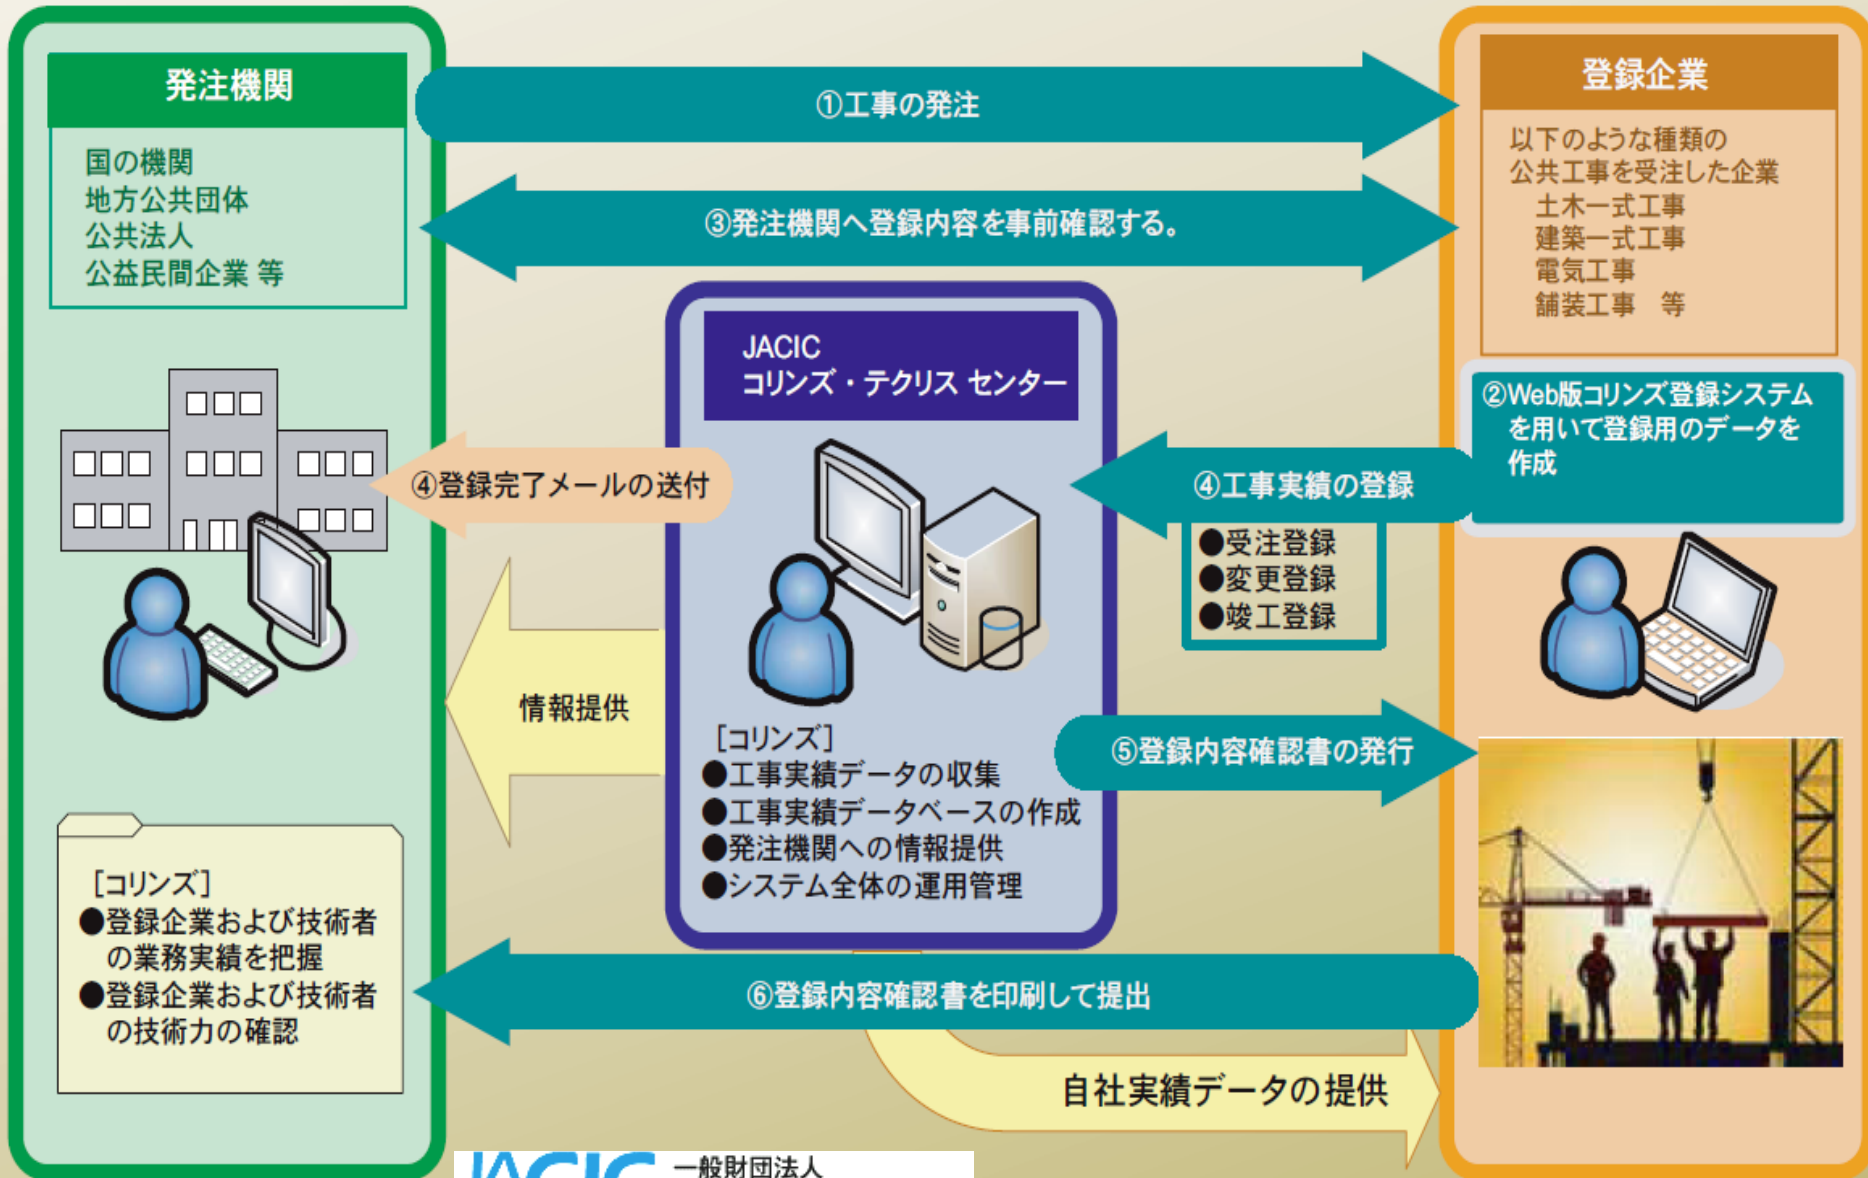 発注機関
国の機関
地方公共団体
公共法人
公益民間企業 等
①工事の発注
③発注機関へ登録内容を事前確認する。
登録企業
以下のような種類の
公共工事を受注した企業
土木一式工事
建築一式工事
電気工事
舗装工事　等
②Web版コリンズ登録システム
を用いて登録用のデータを
作成
JACIC
コリンズ・テクリス センター
④登録完了メールの送付
④工事実績の登録
●受注登録
●変更登録
●竣工登録
情報提供
[コリンズ]
●工事実績データの収集
●工事実績データベースの作成
●発注機関への情報提供
●システム全体の運用管理
⑤登録内容確認書の発行
[コリンズ]
●登録企業および技術者
の業務実績を把握
●登録企業および技術者
の技術力の確認
⑥登録内容確認書を印刷して提出
自社実績データの提供
JACIC 一般財団法人